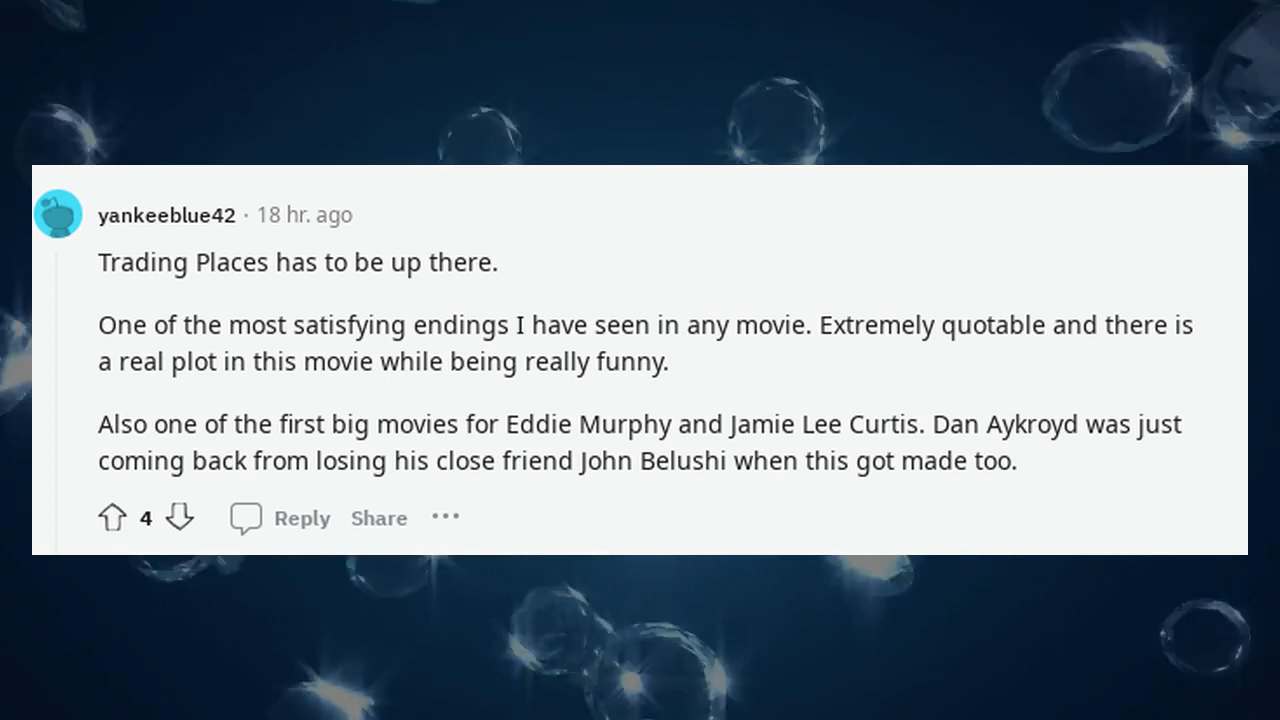 yankeeblue42 · 18 hr. ago
Trading Places has to be up there.
One of the most satisfying endings I have seen in any movie. Extremely quotable and there is
a real plot in this movie while being really funny.
Also one of the first big movies for Eddie Murphy and Jamie Lee Curtis. Dan Aykroyd was just
coming back from losing his close friend John Belushi when this got made too.
4 Reply Share ···